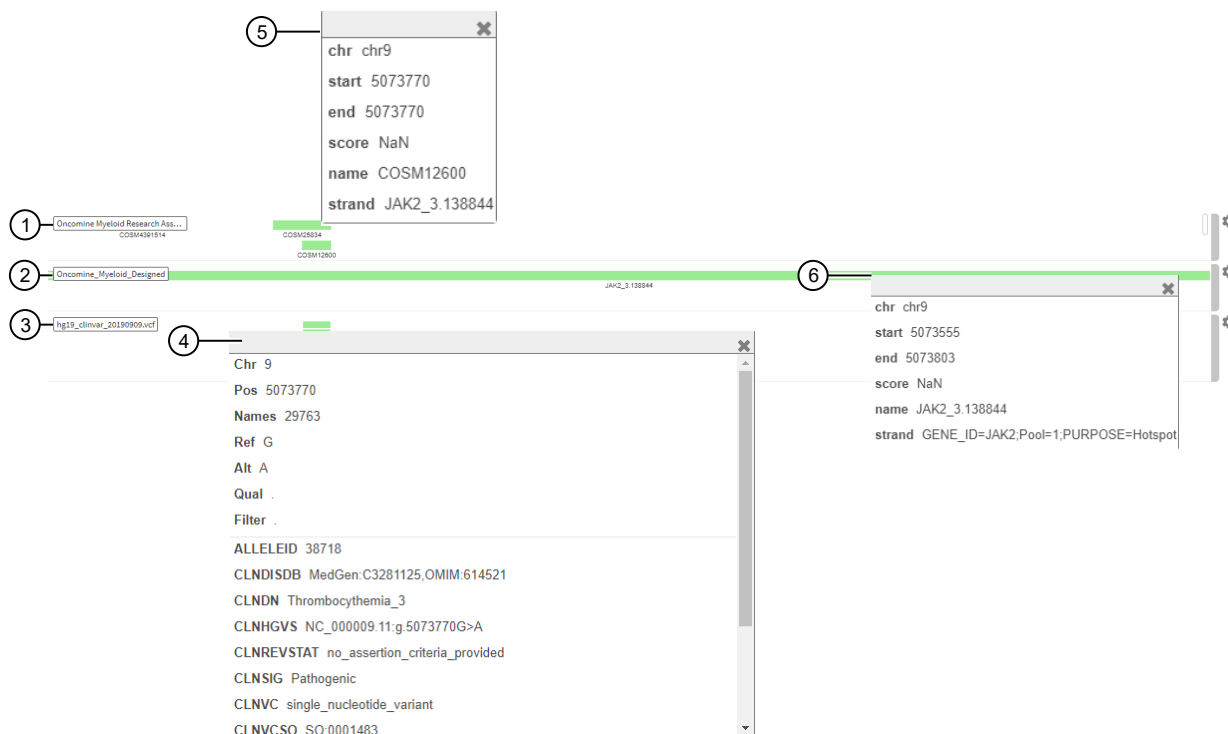 5
chr chr9
start 5073770
end 5073770
score NaN
name COSM12600
strand JAK2_3.138844
1
Oncomine Myeloid Research Ass...
COSM4391514
COSM25834
COSM12600
2
Oncomine_Myeloid_Designed
JAK2_3.138844
6
chr chr9
start 5073555
end 5073803
score NaN
name JAK2_3.138844
strand GENE_ID=JAK2;Pool=1;PURPOSE=Hotspot
3
hg19_clinvar_20190909.vcf
4
Chr 9
Pos 5073770
Names 29763
Ref G
Alt A
Qual .
Filter .
ALLELEID 38718
CLNDISDB MedGen:C3281125,OMIM:614521
CLNDN Thrombocythemia_3
CLNHGVS NC_000009.11:g.5073770G>A
CLNREVSTAT no_assertion_criteria_provided
CLNSIG Pathogenic
CLNVC single_nucleotide_variant
CLNVCSO SO:0001483